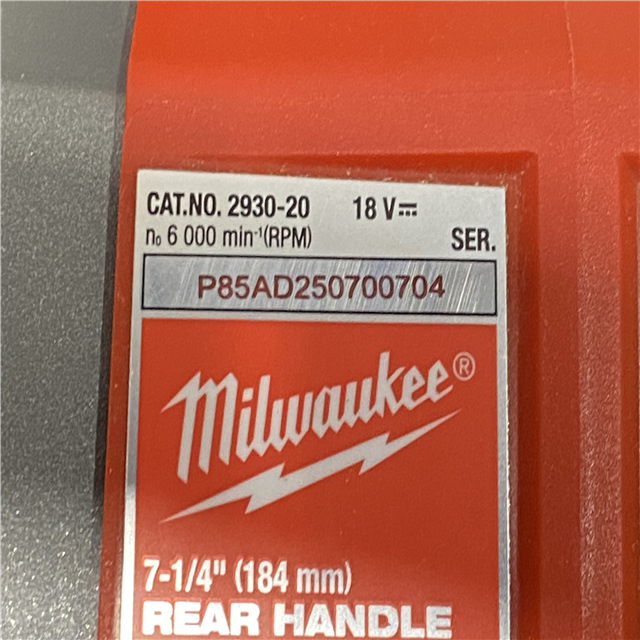 CAT.NO. 2930-20 18 V⎓
n₀ 6 000 min⁻¹(RPM) SER.
P85AD250700704
Milwaukee®
7-1/4" (184 mm)
REAR HANDLE